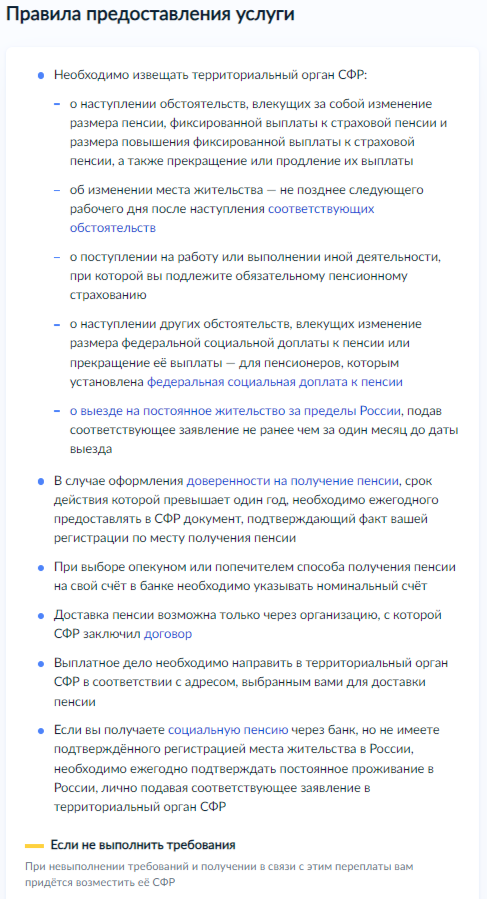 Правила предоставления услуги
Необходимо извещать территориальный орган СФР:
– о наступлении обстоятельств, влекущих за собой изменение
размера пенсии, фиксированной выплаты к страховой пенсии и
размера повышения фиксированной выплаты к страховой
пенсии, а также прекращение или продление их выплаты
– об изменении места жительства — не позднее следующего
рабочего дня после наступления соответствующих
обстоятельств
– о поступлении на работу или выполнении иной деятельности,
при которой вы подлежите обязательному пенсионному
страхованию
– о наступлении других обстоятельств, влекущих изменение
размера федеральной социальной доплаты к пенсии или
прекращение её выплаты — для пенсионеров, которым
установлена федеральная социальная доплата к пенсии
– о выезде на постоянное жительство за пределы России, подав
соответствующее заявление не ранее чем за один месяц до даты
выезда
В случае оформления доверенности на получение пенсии, срок
действия которой превышает один год, необходимо ежегодного
предоставлять в СФР документ, подтверждающий факт вашей
регистрации по месту получения пенсии
При выборе опекуном или попечителем способа получения пенсии
на свой счёт в банке необходимо указывать номинальный счёт
Доставка пенсии возможна только через организацию, с которой
СФР заключил договор
Выплатное дело необходимо направить в территориальный орган
СФР в соответствии с адресом, выбранным вами для доставки
пенсии
Если вы получаете социальную пенсию через банк, но не имеете
подтверждённого регистрацией места жительства в России,
необходимо ежегодно подтверждать постоянное проживание в
России, лично подавая соответствующее заявление в
территориальный орган СФР
Если не выполнить требования
При невыполнении требований и получении в связи с этим переплаты вам
придётся возместить её СФР